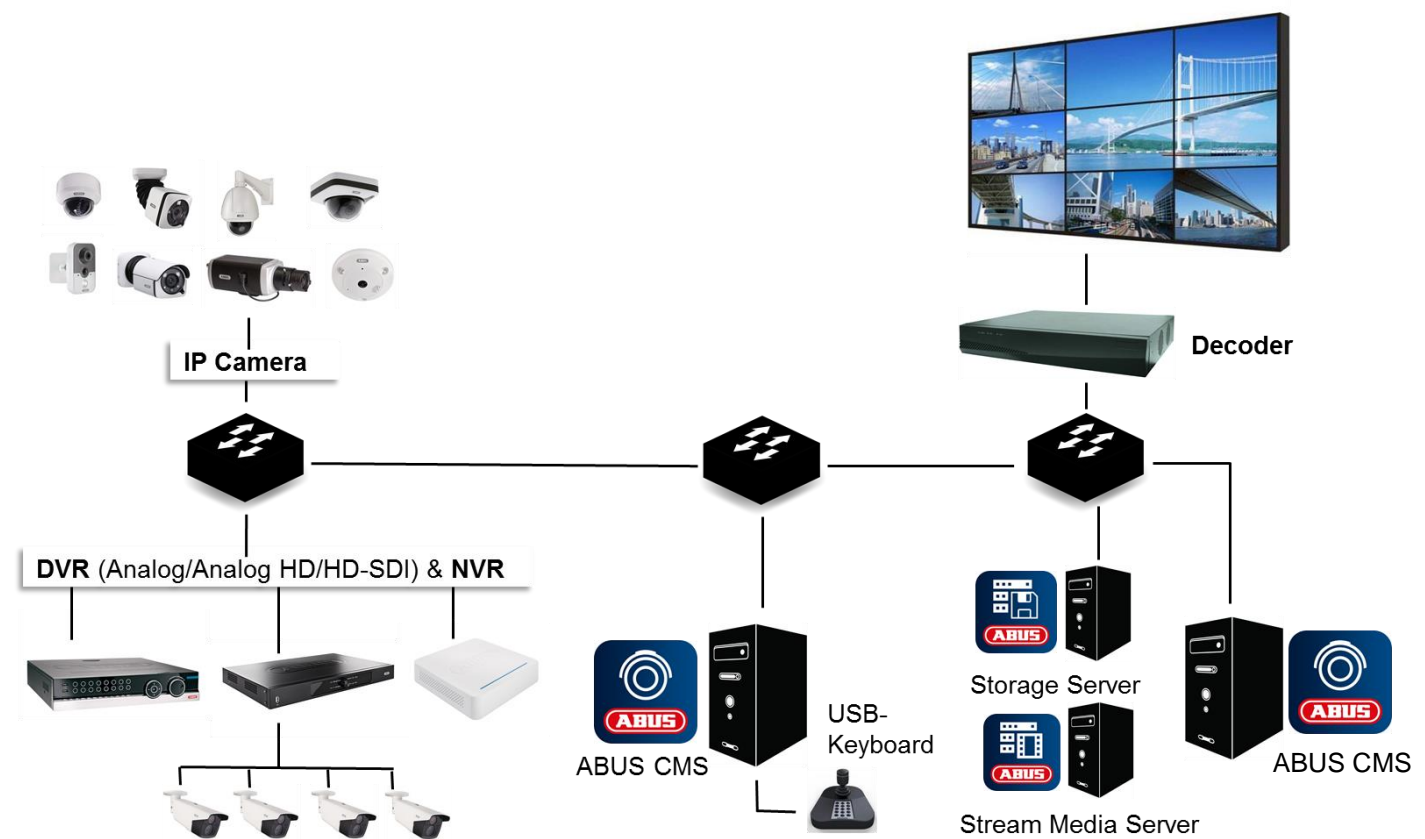 IP Camera
Decoder
DVR (Analog/Analog HD/HD-SDI) & NVR
ABUS
ABUS CMS
USB-
Keyboard
ABUS
Storage Server
ABUS
Stream Media Server
ABUS
ABUS CMS